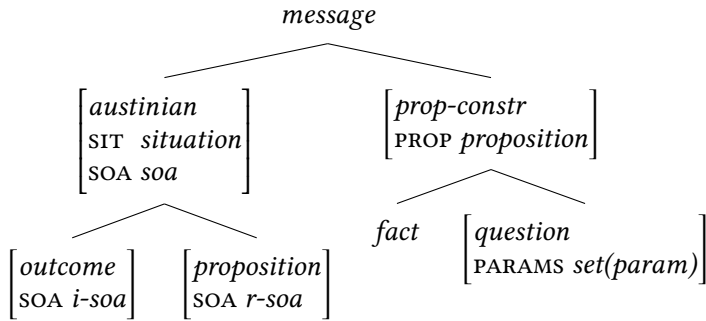 message
austinian
SIT situation
SOA soa
prop-constr
PROP proposition
outcome
SOA i-soa
proposition
SOA r-soa
fact
question
PARAMS set(param)